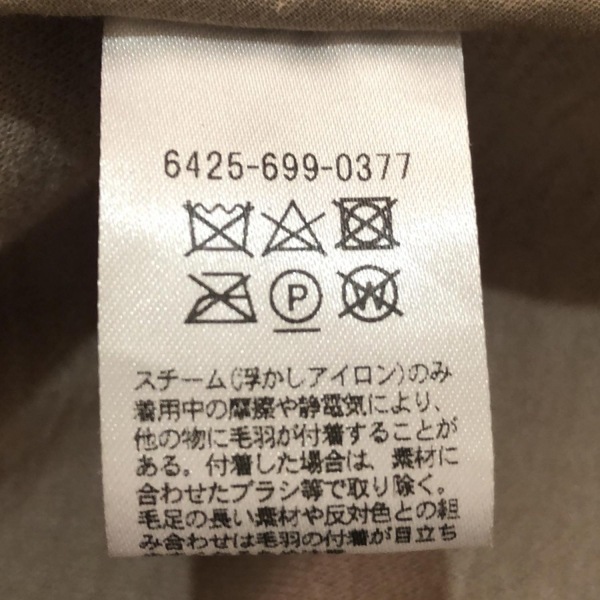 6425-699-0377
P
W
スチーム(浮かしアイロン)のみ
着用中の摩擦や静電気により、
他の物に毛羽が付着することが
ある。付着した場合は、素材に
合わせたブラシ等で取り除く。
毛足の長い素材や反対色との組
み合わせは毛羽の付着が目立ち